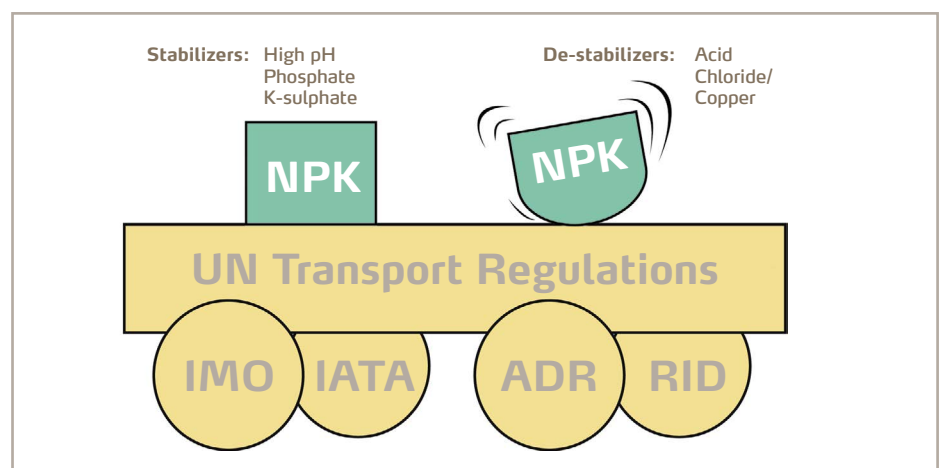 Stabilizers: High pH
Phosphate
K-sulphate
De-stabilizers: Acid
Chloride/
Copper
NPK
NPK
UN Transport Regulations
IMO IATA ADR RID